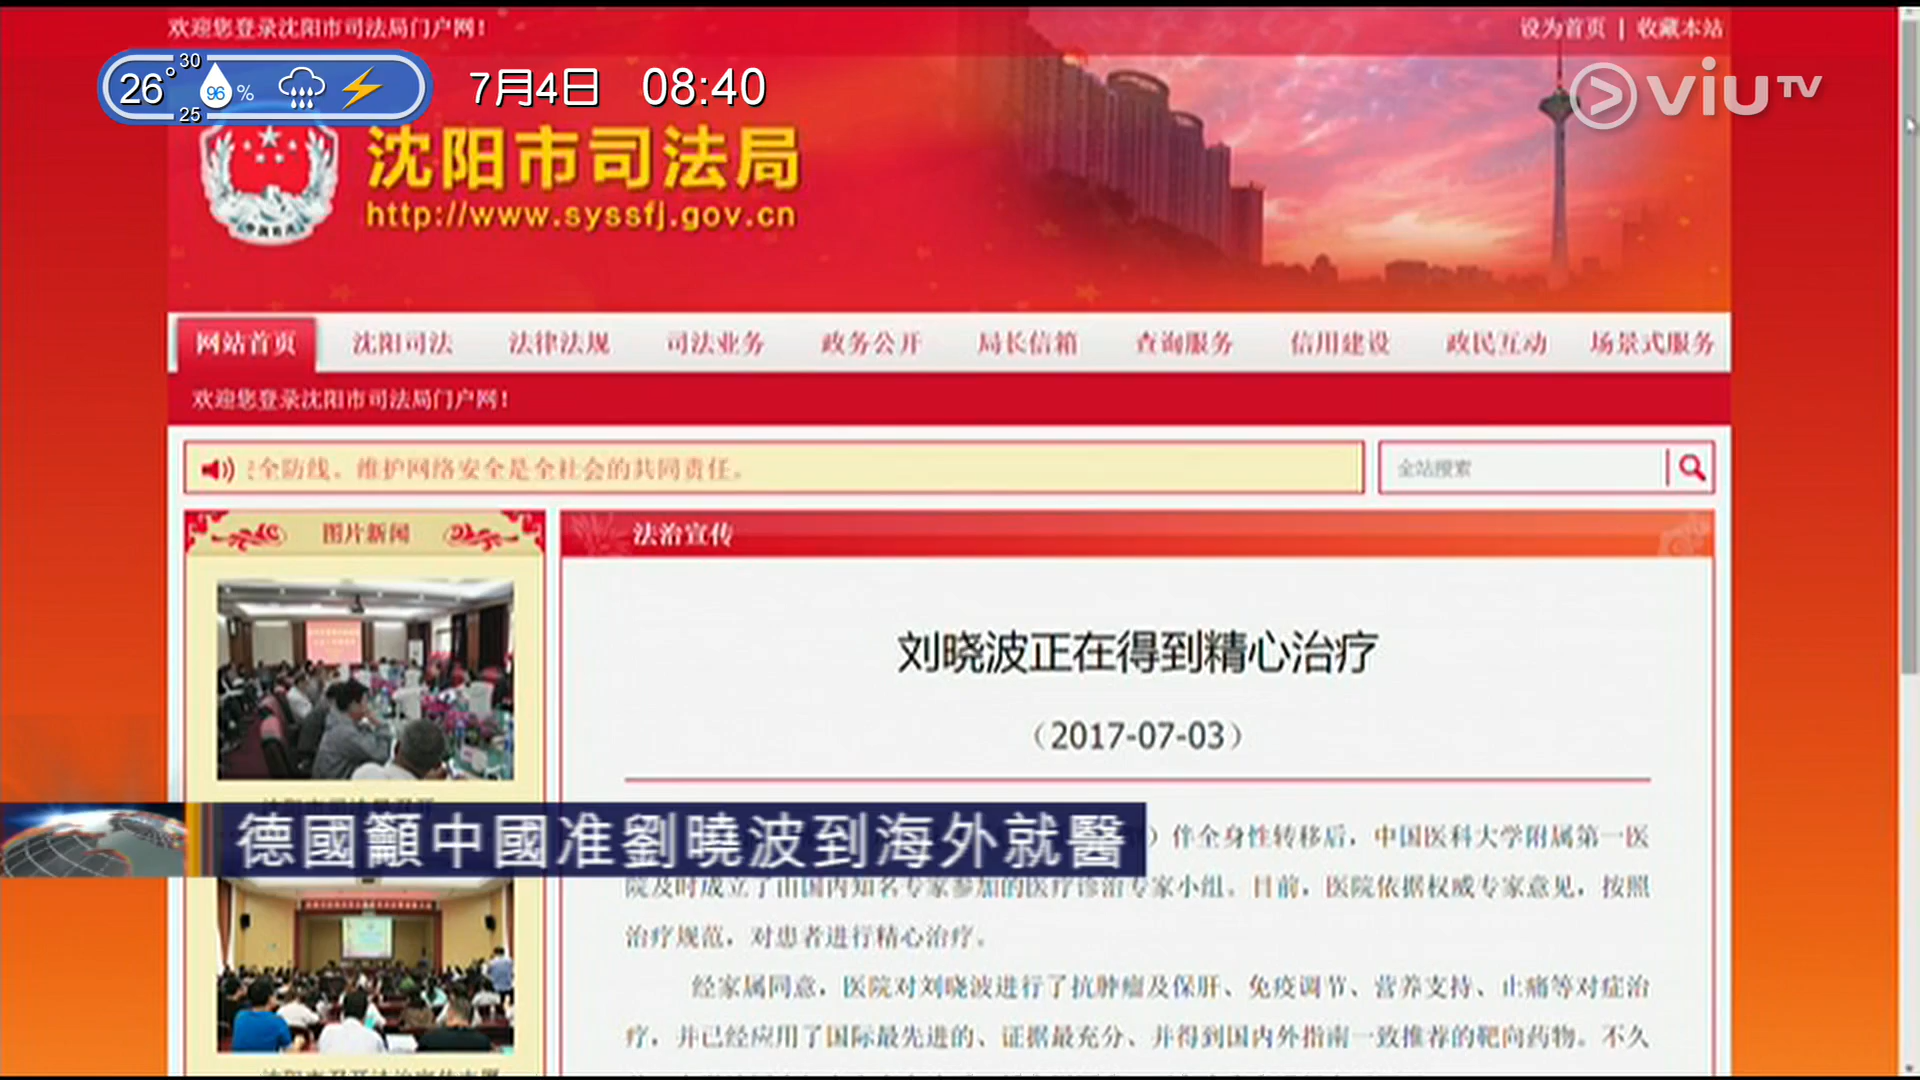 欢迎您登录沈阳市司法局门户网！
设为首页 | 收藏本站
26° 30 25 96 %
7月4日 08:40
viuTV
沈阳市司法局
http://www.syssfj.gov.cn
网站首页 沈阳司法 法律法规 司法业务 政务公开 局长信箱 查询服务 信用建设 政民互动 场景式服务
欢迎您登录沈阳市司法局门户网！
全防线。维护网络安全是全社会的共同责任。
全站搜索
图片新闻
法治宣传
刘晓波正在得到精心治疗
（2017-07-03）
德國籲中國准劉曉波到海外就醫
）伴全身性转移后，中国医科大学附属第一医
院及时成立了由国内知名专家参加的医疗诊治专家小组。目前，医院依据权威专家意见，按照
治疗规范，对患者进行精心治疗。
经家属同意，医院对刘晓波进行了抗肿瘤及保肝、免疫调节、营养支持、止痛等对症治
疗，并已经应用了国际最先进的、证据最充分、并得到国内外指南一致推荐的靶向药物。不久